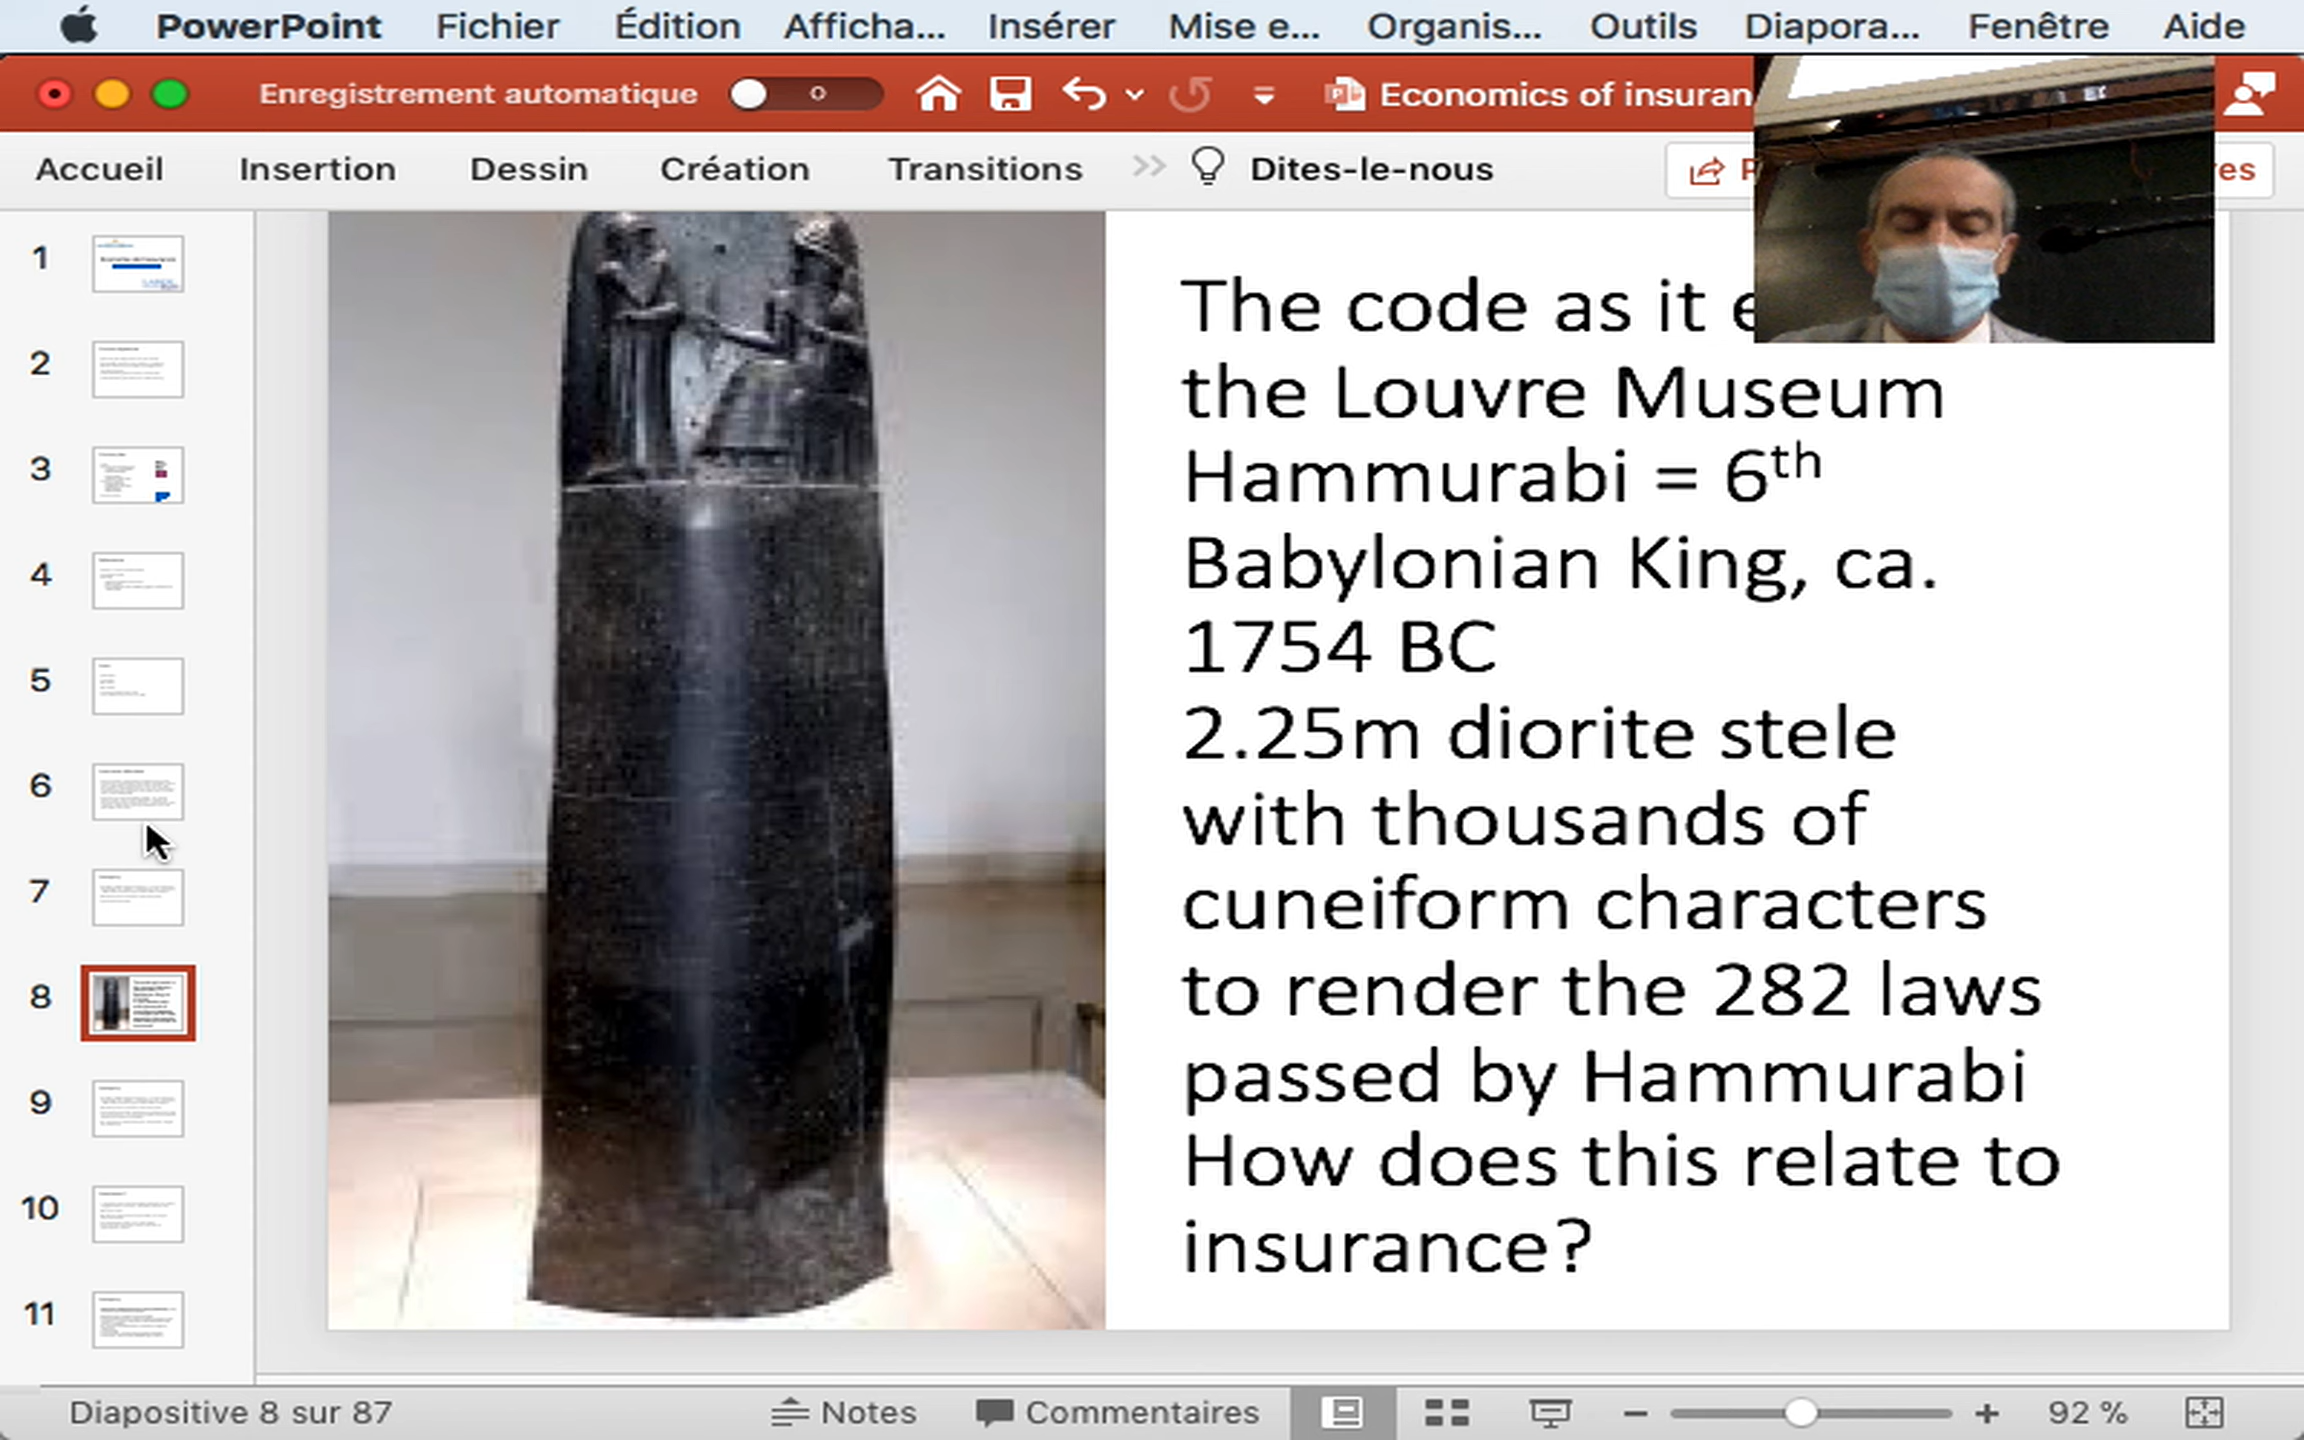 PowerPoint Fichier Édition Afficha... Insérer Mise e... Organis... Outils Diapora... Fenêtre Aide
Enregistrement automatique Economics of insuran
Accueil Insertion Dessin Création Transitions Dites-le-nous
1
2
3
4
5
6
7
8
9
10
11
The code as it
the Louvre Museum
Hammurabi = 6th
Babylonian King, ca.
1754 BC
2.25m diorite stele
with thousands of
cuneiform characters
to render the 282 laws
passed by Hammurabi
How does this relate to
insurance?
Diapositive 8 sur 87 Notes Commentaires 92 %